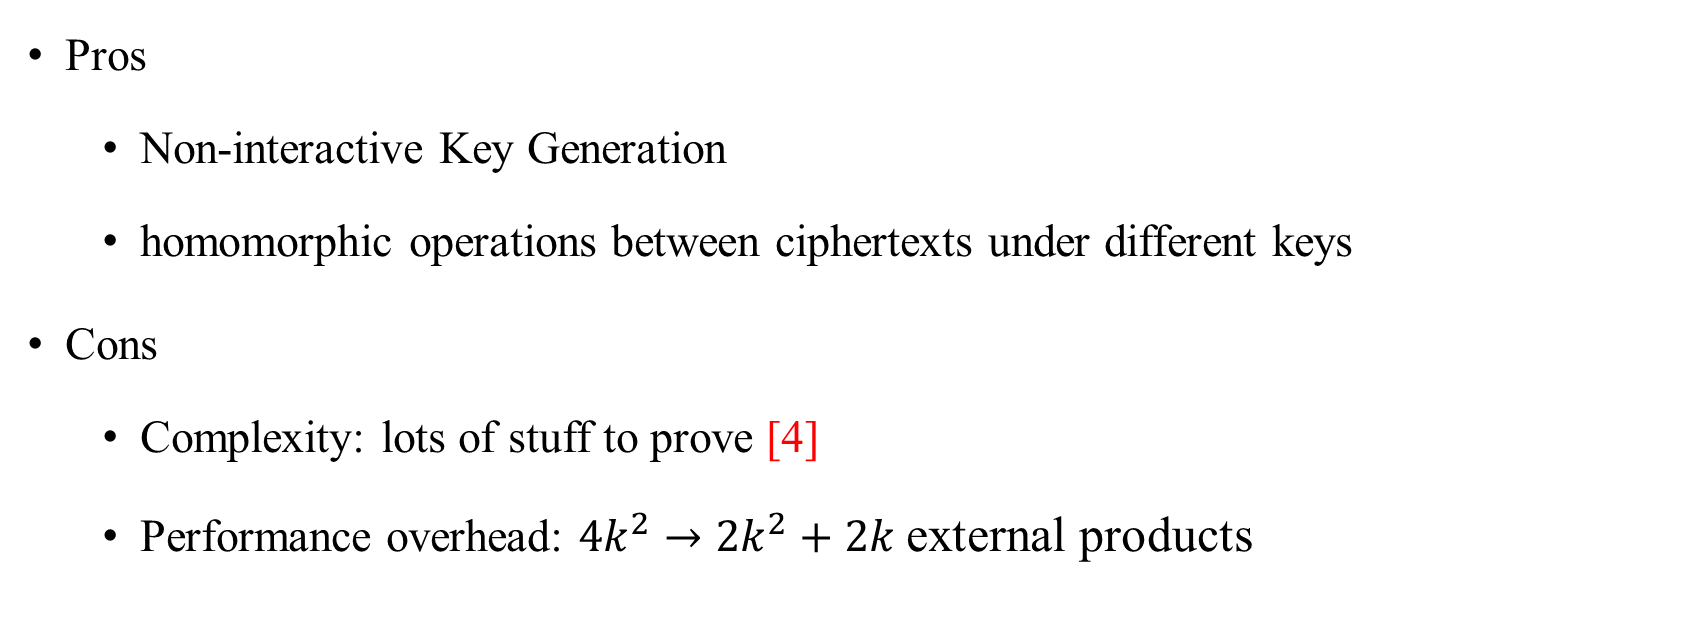 • Pros
• Non-interactive Key Generation
• homomorphic operations between ciphertexts under different keys
• Cons
• Complexity: lots of stuff to prove [4]
• Performance overhead: 4k² → 2k² + 2k external products